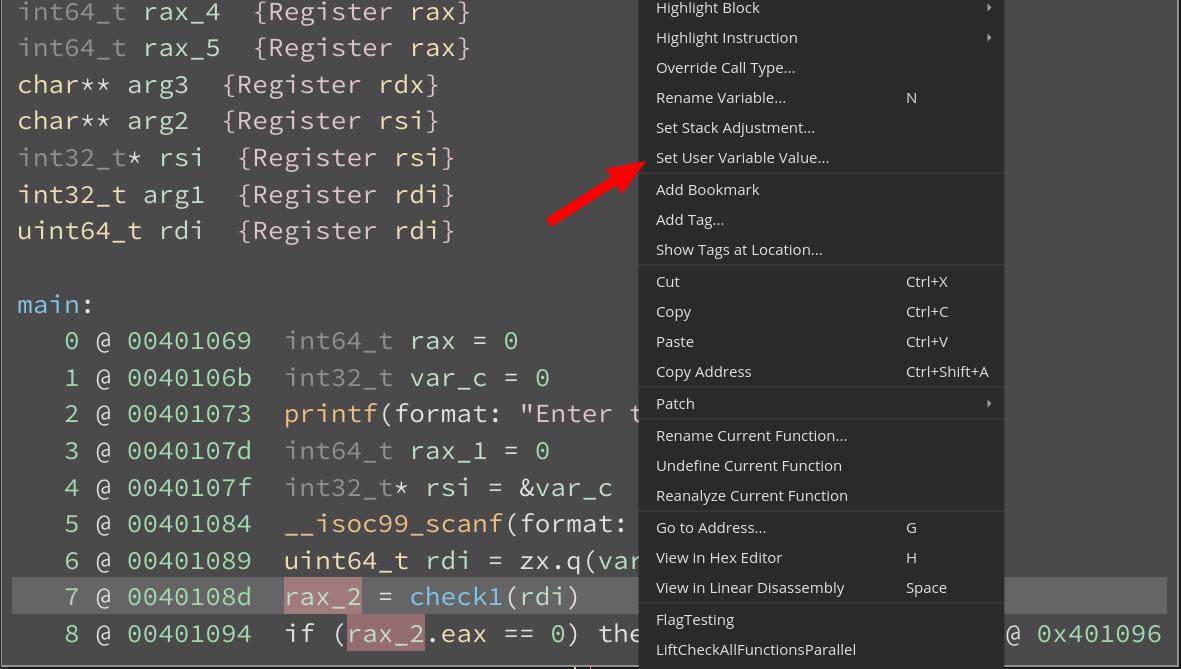 int64_t rax_4  {Register rax}
int64_t rax_5  {Register rax}
char** arg3  {Register rdx}
char** arg2  {Register rsi}
int32_t* rsi  {Register rsi}
int32_t arg1  {Register rdi}
uint64_t rdi  {Register rdi}
main:
0 @ 00401069  int64_t rax = 0
1 @ 0040106b  int32_t var_c = 0
2 @ 00401073  printf(format: "Enter t
3 @ 0040107d  int64_t rax_1 = 0
4 @ 0040107f  int32_t* rsi = &var_c
5 @ 00401084  __isoc99_scanf(format:
6 @ 00401089  uint64_t rdi = zx.q(var
7 @ 0040108d  rax_2 = check1(rdi)
8 @ 00401094  if (rax_2.eax == 0) the @ 0x401096
Highlight Block
Highlight Instruction
Override Call Type...
Rename Variable... N
Set Stack Adjustment...
Set User Variable Value...
Add Bookmark
Add Tag...
Show Tags at Location...
Cut Ctrl+X
Copy Ctrl+C
Paste Ctrl+V
Copy Address Ctrl+Shift+A
Patch
Rename Current Function...
Undefine Current Function
Reanalyze Current Function
Go to Address... G
View in Hex Editor H
View in Linear Disassembly Space
FlagTesting
LiftCheckAllFunctionsParallel